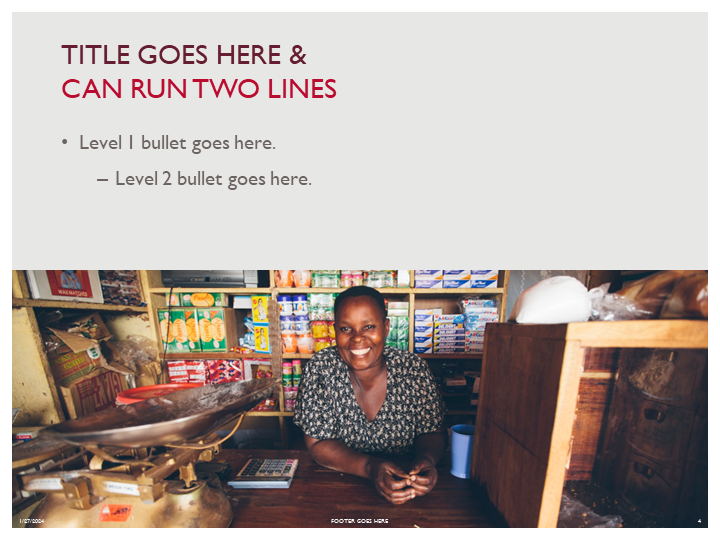 TITLE GOES HERE &
CAN RUN TWO LINES
• Level 1 bullet goes here.
– Level 2 bullet goes here.
1/27/2024
FOOTER GOES HERE
4